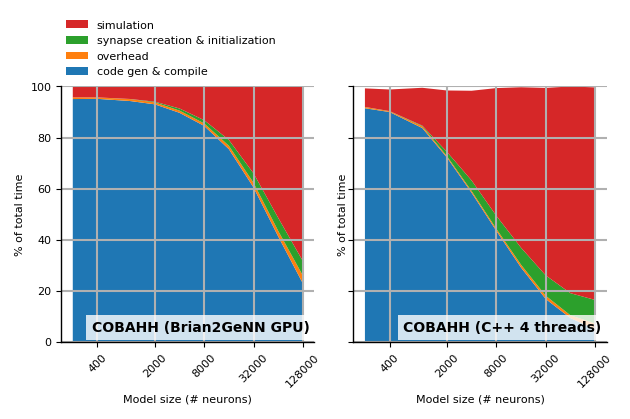 simulation
synapse creation & initialization
overhead
code gen & compile
100
80
60
40
20
0
% of total time
COBAHH (Brian2GeNN GPU)
400
2000
8000
32000
128000
Model size (# neurons)
% of total time
COBAHH (C++ 4 threads)
400
2000
8000
32000
128000
Model size (# neurons)